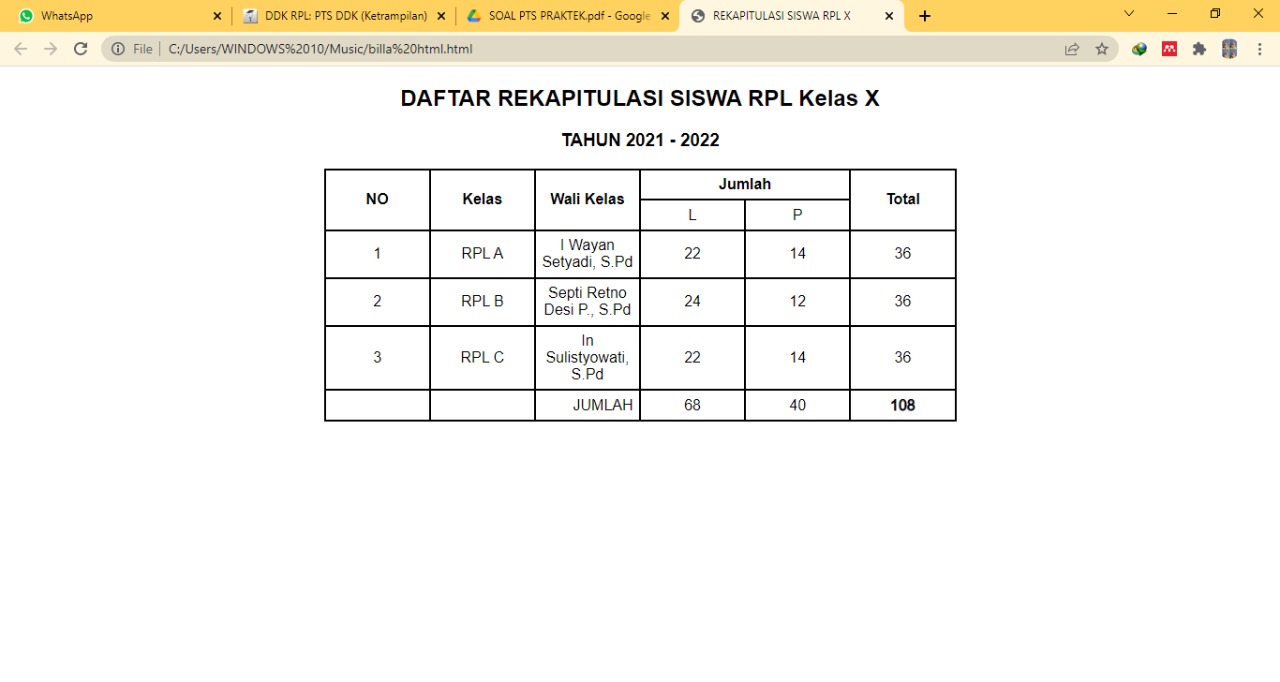 WhatsApp
DDK RPL: PTS DDK (Ketrampilan)
SOAL PTS PRAKTEK.pdf - Google
REKAPITULASI SISWA RPL X
File
C:/Users/WINDOWS%2010/Music/billa%20html.html
DAFTAR REKAPITULASI SISWA RPL Kelas X
TAHUN 2021 - 2022
NO Kelas Wali Kelas Jumlah Total
L P
1 RPL A I Wayan Setyadi, S.Pd 22 14 36
2 RPL B Septi Retno Desi P., S.Pd 24 12 36
3 RPL C In Sulistyowati, S.Pd 22 14 36
JUMLAH 68 40 108